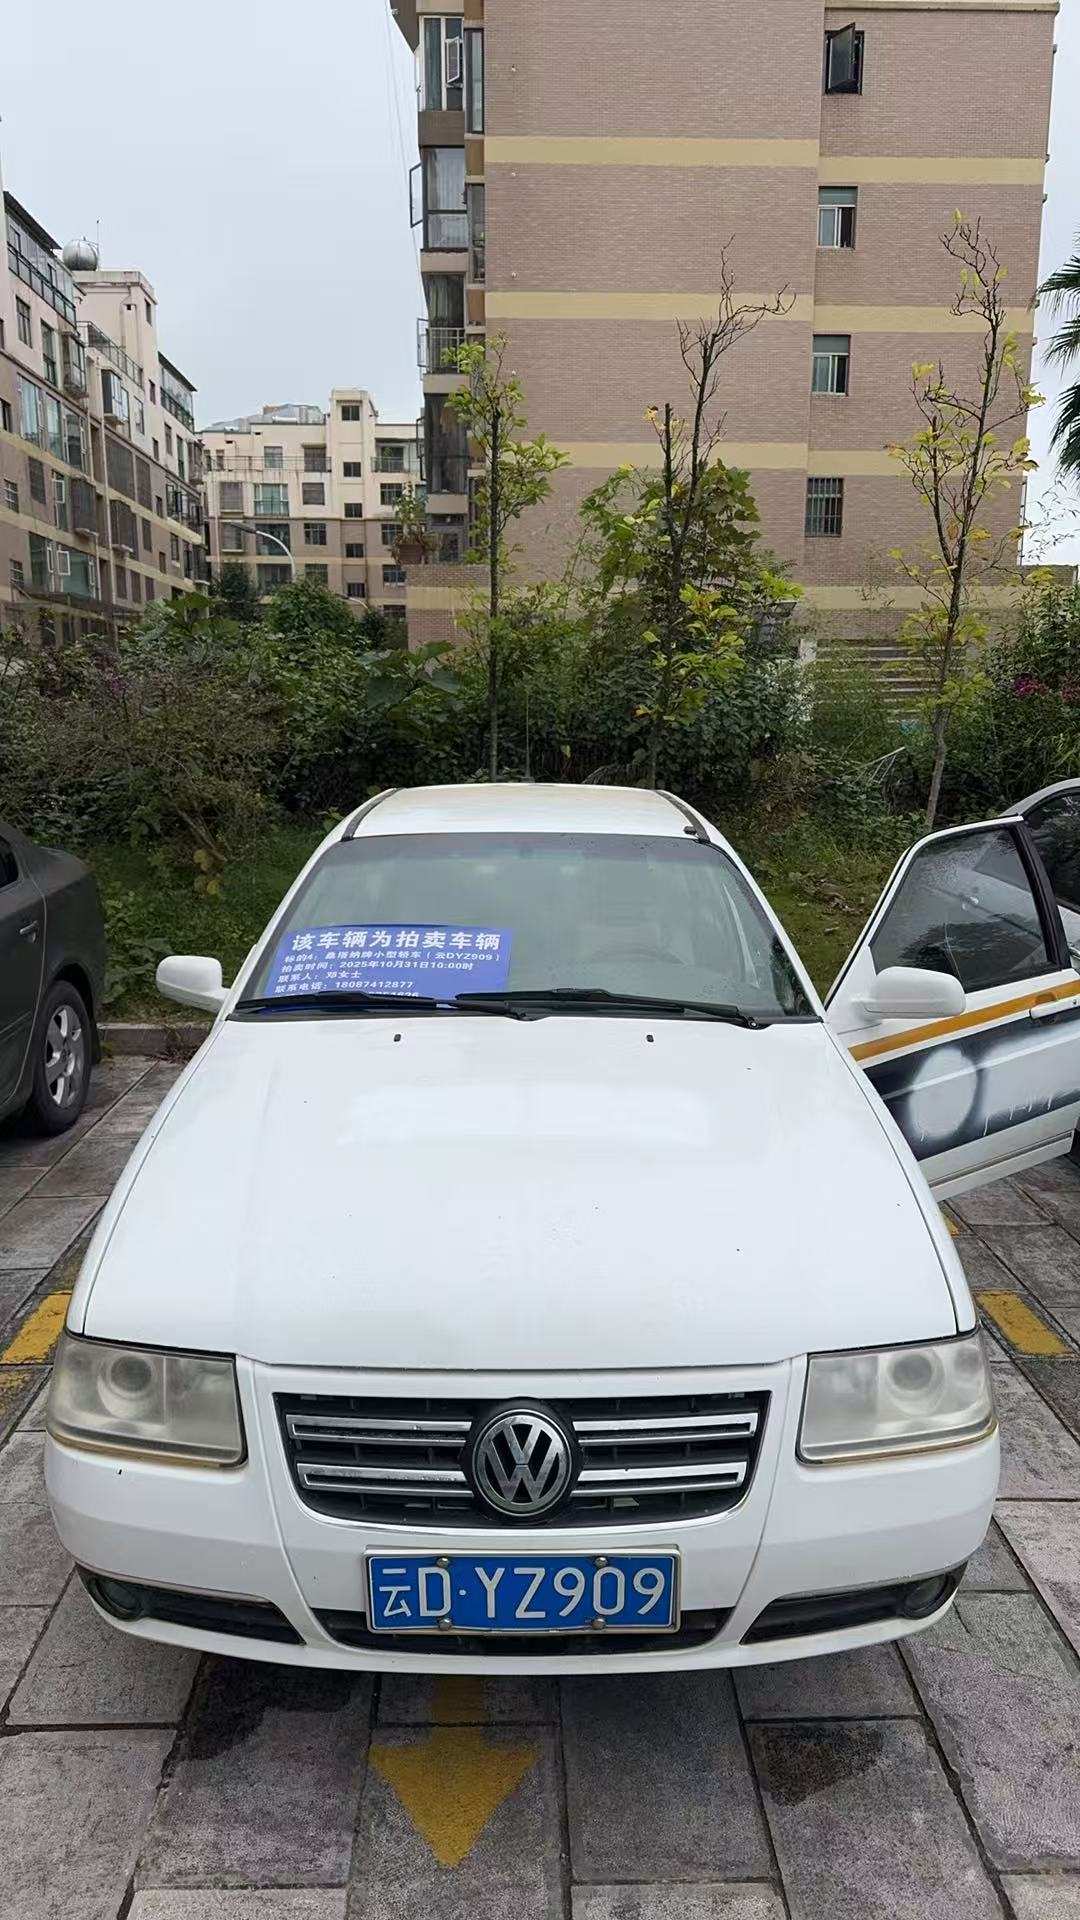 该车辆为拍卖车辆
标的4：桑塔纳牌小型轿车（云DYZ909）
拍卖时间：2025年10月31日10:00时
联系人：邓女士
联系电话：18087412877
云D·YZ909